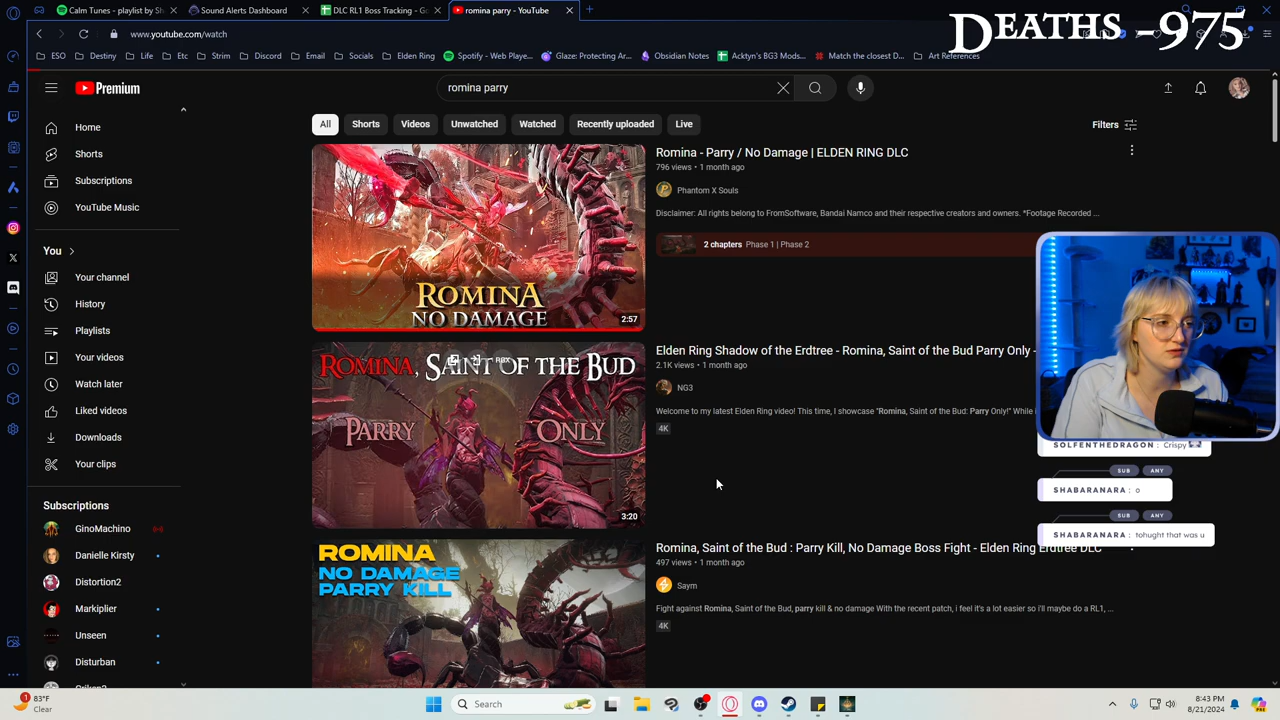 Calm Tunes - playlist by S
Sound Alerts Dashboard
DLC RL1 Boss Tracking - Go
romina parry - YouTube
DEATHS -975
www.youtube.com/watch
ESO
Destiny
Life
Etc
Strim
Discord
Email
Socials
Elden Ring
Spotify - Web Playe...
Glaze: Protecting Ar...
Obsidian Notes
Acktyn's BG3 Mods...
Match the closest D...
Art References
Premium
romina parry
All
Shorts
Videos
Unwatched
Watched
Recently uploaded
Live
Filters
Home
Shorts
Subscriptions
YouTube Music
You
Your channel
History
Playlists
Your videos
Watch later
Liked videos
Downloads
Your clips
Subscriptions
GinoMachino
Danielle Kirsty
Distortion2
Markiplier
Unseen
Disturban
ROMINA
NO DAMAGE
2:57
Romina - Parry / No Damage | ELDEN RING DLC
796 views • 1 month ago
Phantom X Souls
Disclaimer: All rights belong to FromSoftware, Bandai Namco and their respective creators and owners. *Footage Recorded ...
2 chapters Phase 1 | Phase 2
ROMINA, SAINT OF THE BUD
PARRY ONLY
3:20
Elden Ring Shadow of the Erdtree - Romina, Saint of the Bud Parry Only -
2.1K views • 1 month ago
NG3
Welcome to my latest Elden Ring video! This time, I showcase "Romina, Saint of the Bud: Parry Only!" While i
4K
ROMINA
NO DAMAGE
PARRY KILL
Romina, Saint of the Bud : Parry Kill, No Damage Boss Fight - Elden Ring Erdtree DLC
497 views • 1 month ago
Saym
Fight against Romina, Saint of the Bud, parry kill & no damage With the recent patch, i feel it's a lot easier so i'll maybe do a RL1, ...
4K
SOLFENTHEDRAGON : Crispy
SUB ANY
SHABARANARA : o
SUB ANY
SHABARANARA : tohught that was u
1
83°F
Clear
Search
8:43 PM
8/21/2024